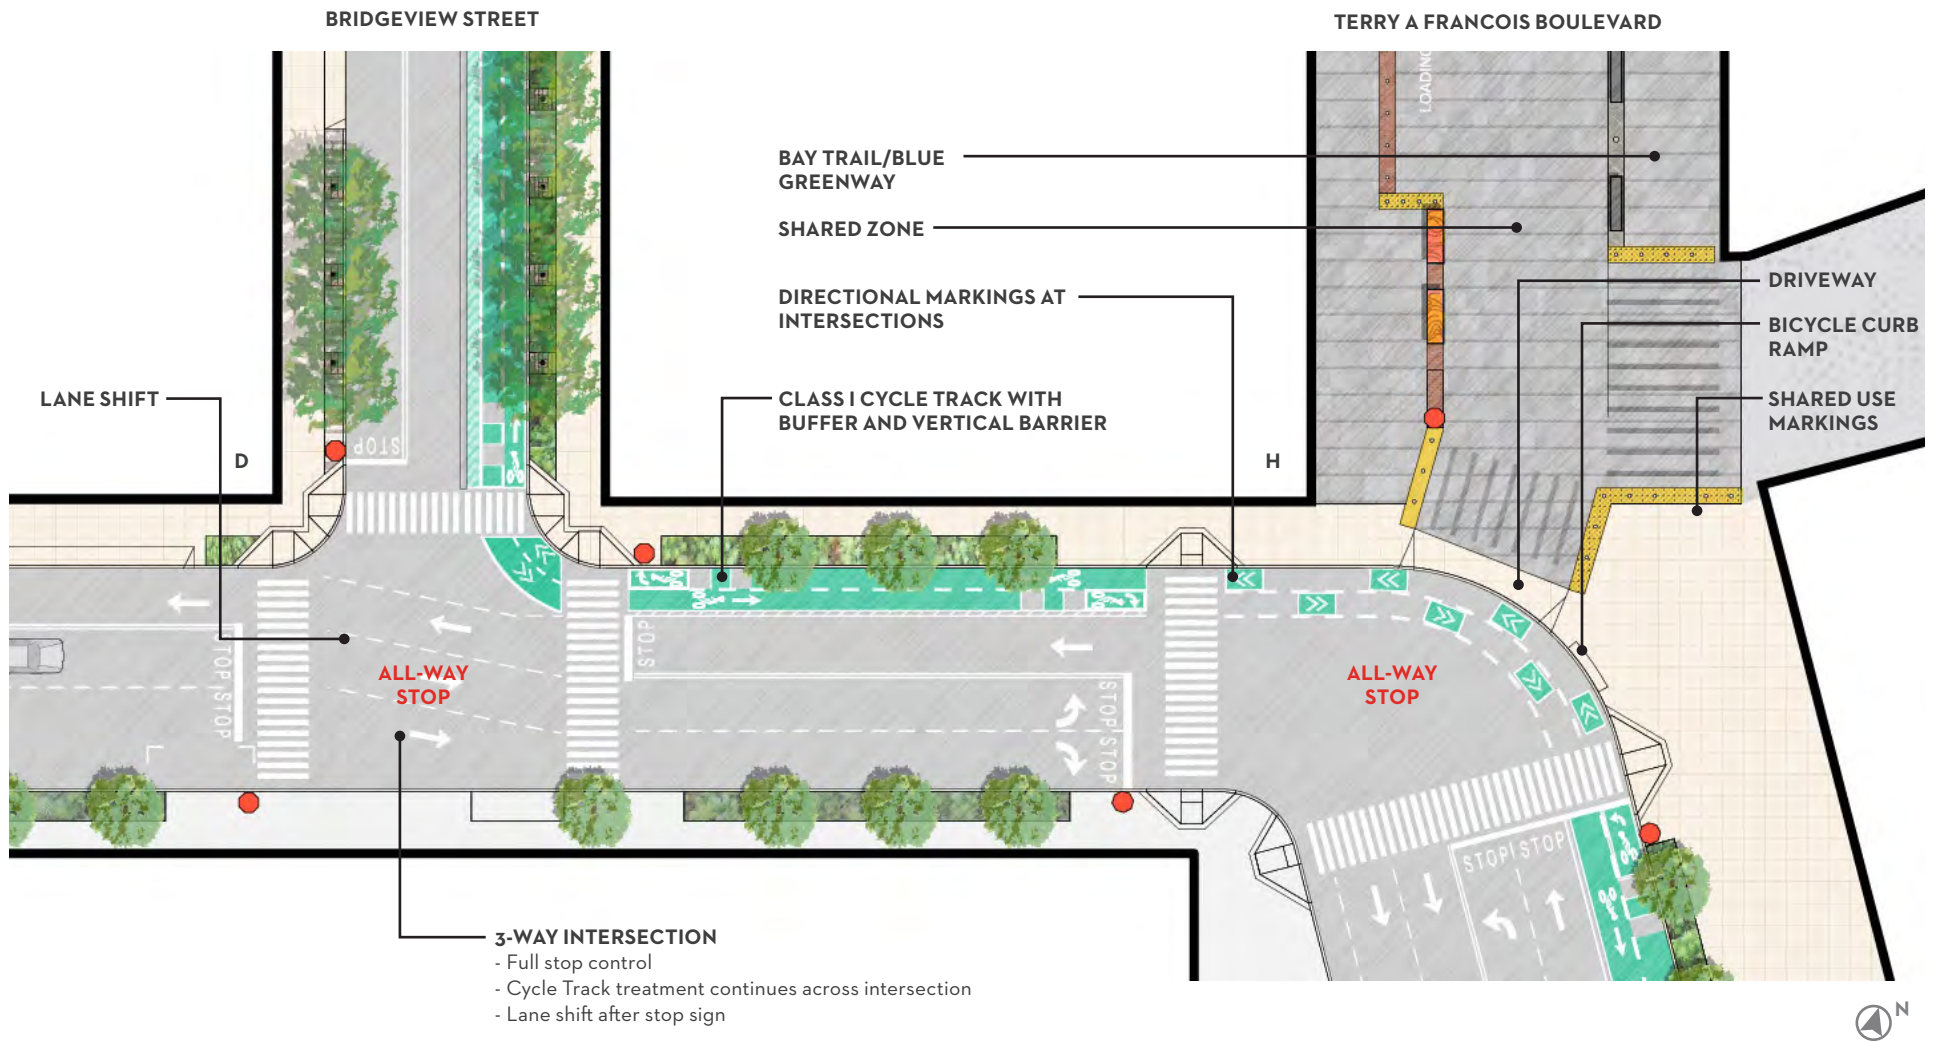 BRIDGEVIEW STREET
TERRY A FRANCOIS BOULEVARD
LOADING
BAY TRAIL/BLUE
GREENWAY
SHARED ZONE
DIRECTIONAL MARKINGS AT
INTERSECTIONS
DRIVEWAY
BICYCLE CURB
RAMP
LANE SHIFT
CLASS I CYCLE TRACK WITH
BUFFER AND VERTICAL BARRIER
SHARED USE
MARKINGS
STOP
D
H
STOP
STOP
STOP
ALL-WAY
STOP
ALL-WAY
STOP
STOP
STOP
STOP
STOP
3-WAY INTERSECTION
- Full stop control
- Cycle Track treatment continues across intersection
- Lane shift after stop sign
STOP
N